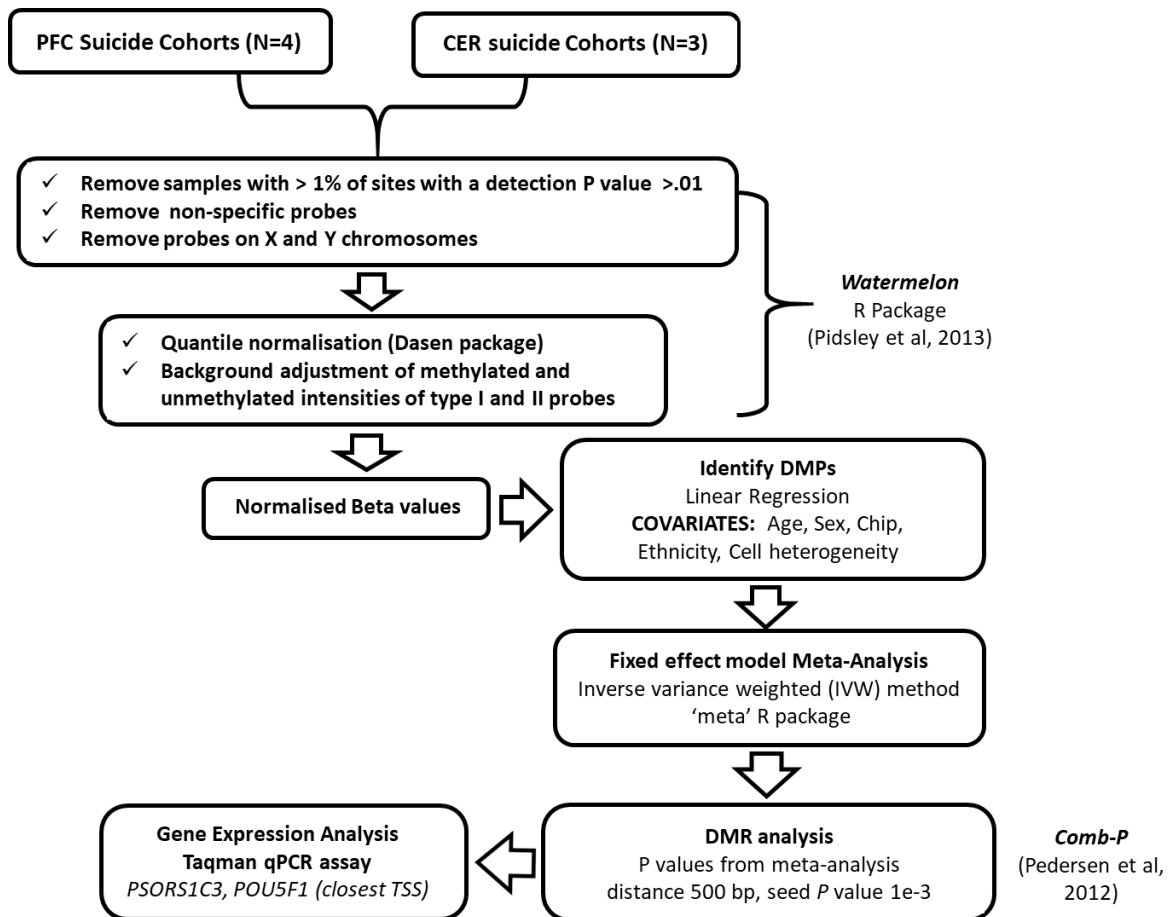 PFC Suicide Cohorts (N=4)
CER suicide Cohorts (N=3)
✓ Remove samples with > 1% of sites with a detection P value >.01
✓ Remove non-specific probes
✓ Remove probes on X and Y chromosomes
Watermelon
R Package
(Pidsley et al, 2013)
✓ Quantile normalisation (Dasen package)
✓ Background adjustment of methylated and
unmethylated intensities of type I and II probes
Normalised Beta values
Identify DMPs
Linear Regression
COVARIATES: Age, Sex, Chip,
Ethnicity, Cell heterogeneity
Fixed effect model Meta-Analysis
Inverse variance weighted (IVW) method
‘meta’ R package
DMR analysis
P values from meta-analysis
distance 500 bp, seed P value 1e-3
Comb-P
(Pedersen et al,
2012)
Gene Expression Analysis
Taqman qPCR assay
PSORS1C3, POU5F1 (closest TSS)